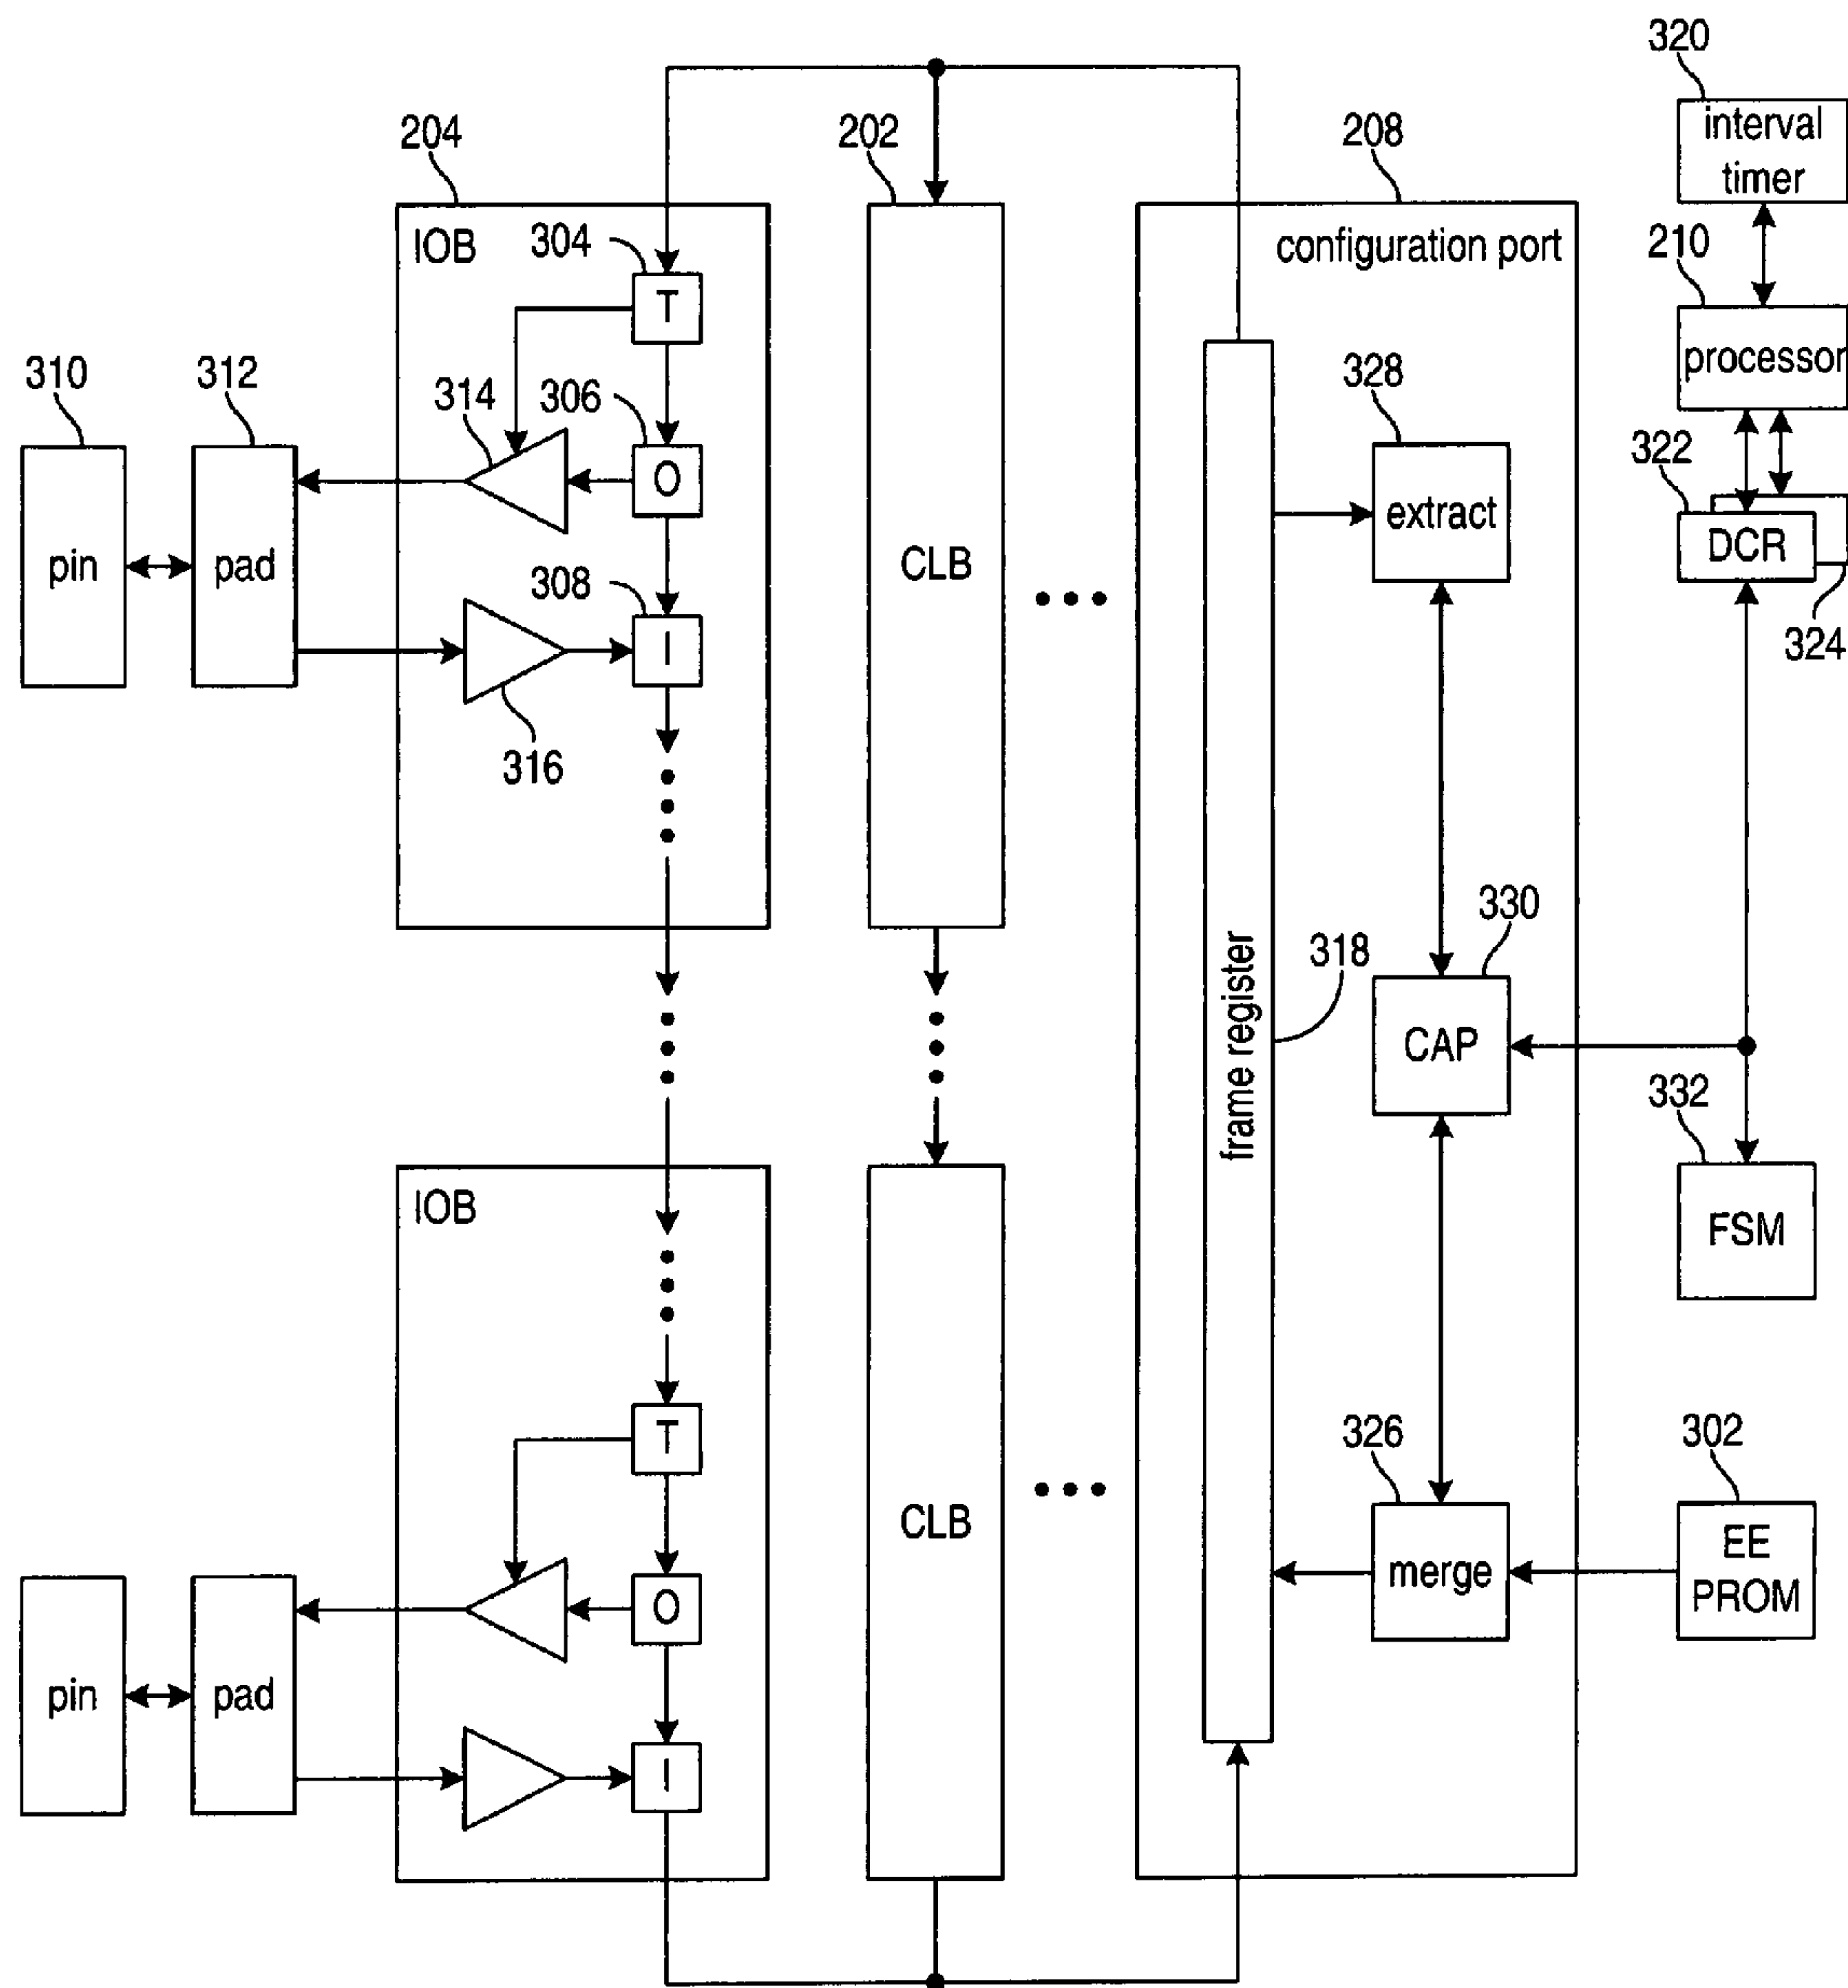 320
interval
timer
204
202
208
210
IOB
304
configuration port
T
processor
310
312
314
306
328
322
O
extract
DCR
pin
pad
CLB
308
324
I
316
330
318
frame register
CAP
332
IOB
FSM
T
326
302
CLB
EE
PROM
merge
O
pin
pad
I